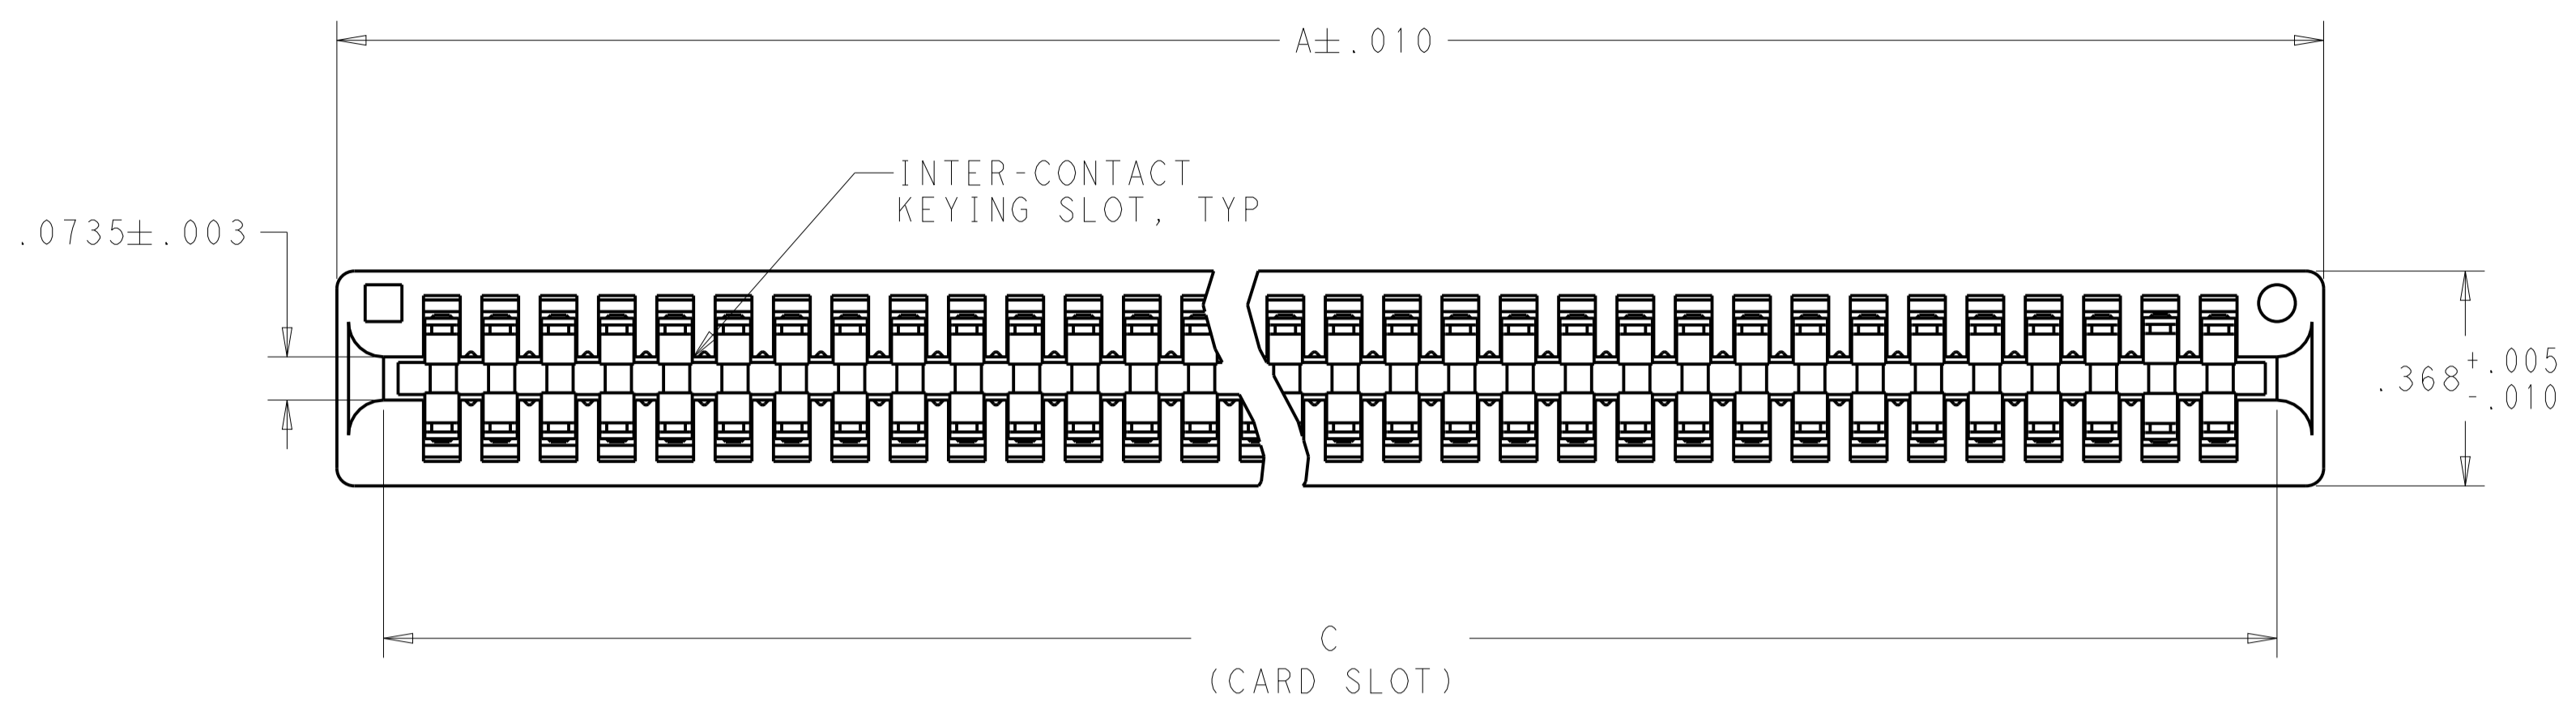 A±.010
INTER-CONTACT
KEYING SLOT, TYP
.0735±.003
.368 +.005
-.010
C
(CARD SLOT)